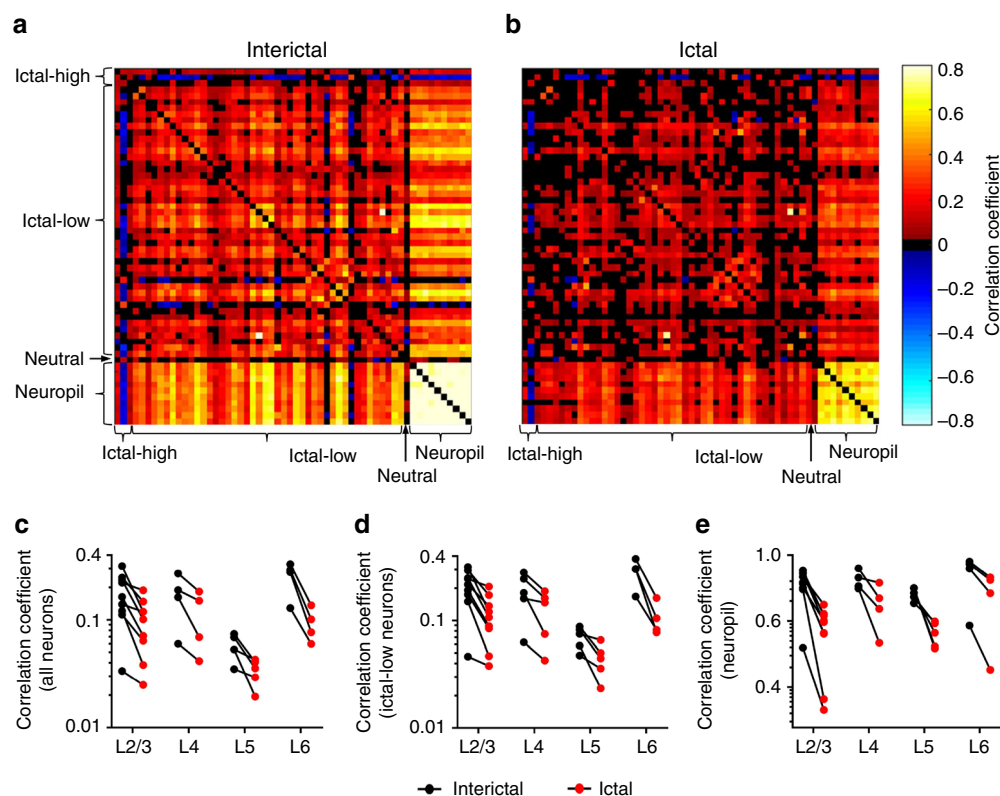 a
b
Interictal
Ictal
Ictal-high
Ictal-low
Neutral
Neuropil
Ictal-high
Ictal-low
Neuropil
Neutral
Ictal-high
Ictal-low
Neuropil
Neutral
0.8
0.6
0.4
0.2
0
–0.2
–0.4
–0.6
–0.8
Correlation coefficient
c
Correlation coefficient
(all neurons)
0.4
0.1
0.01
L2/3 L4 L5 L6
d
Correlation coefficient
(ictal-low neurons)
0.4
0.1
0.01
L2/3 L4 L5 L6
e
Correlation coefficient
(neuropil)
1.0
0.6
0.4
L2/3 L4 L5 L6
Interictal Ictal